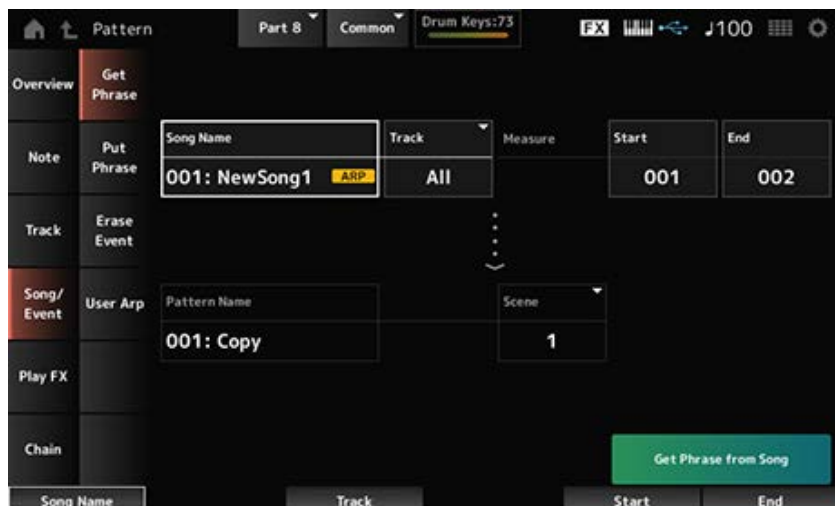 Pattern
Part 8
Common
Drum Keys:73
FX
♩100
Overview
Get
Phrase
Note
Put
Phrase
Song Name
Track
Measure
Start
End
001: NewSong1
ARP
All
001
002
Track
Erase
Event
Song/
Event
User Arp
Pattern Name
Scene
001: Copy
1
Play FX
Chain
Get Phrase from Song
Song Name
Track
Start
End